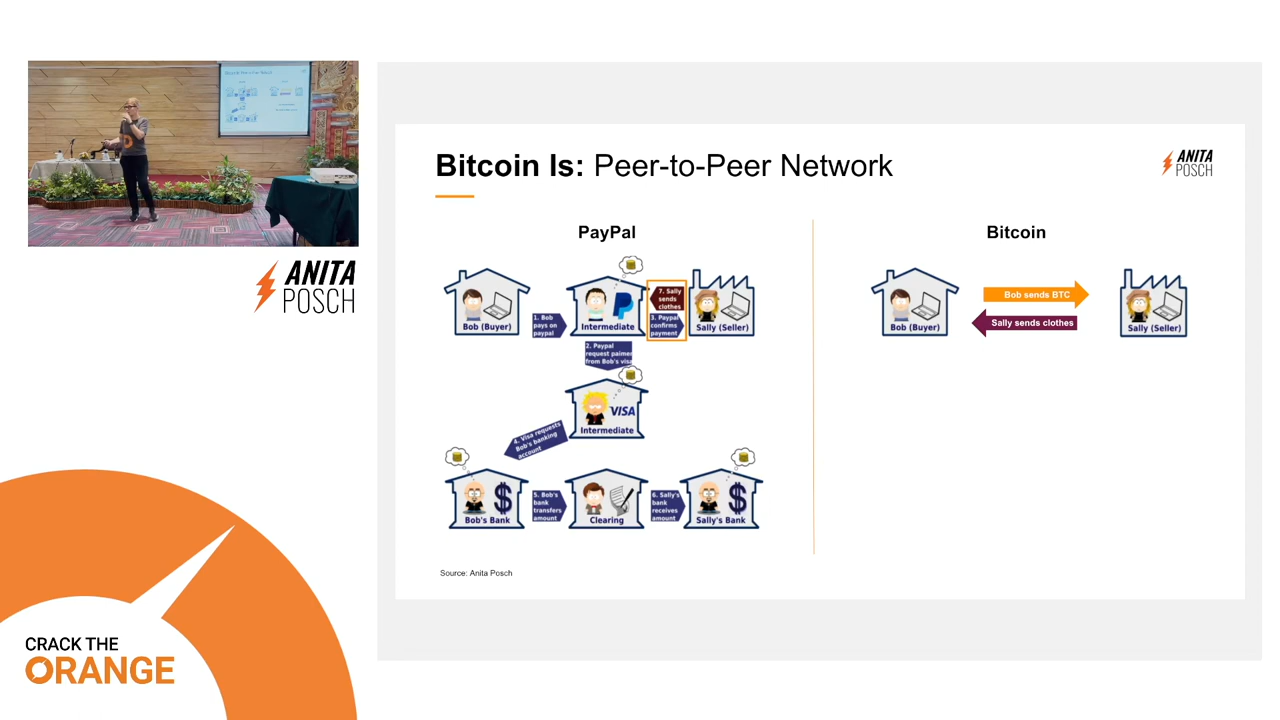 ANITA
POSCH
CRACK THE
ORANGE
Bitcoin Is: Peer-to-Peer Network
ANITA
POSCH
PayPal
Bitcoin
Bob (Buyer)
1. Bob
pays on
paypal
Intermediate
7. Sally
sends
clothes
3. Paypal
confirms
payment
Sally (Seller)
2. Paypal
request paimen
from Bob's visa
VISA
Intermediate
4. Visa requests
Bob's banking
account
Bob's Bank
5. Bob's
bank
transfers
amount
Clearing
6. Sally's
bank
receives
amount
Sally's Bank
Bob (Buyer)
Bob sends BTC
Sally sends clothes
Sally (Seller)
Source: Anita Posch